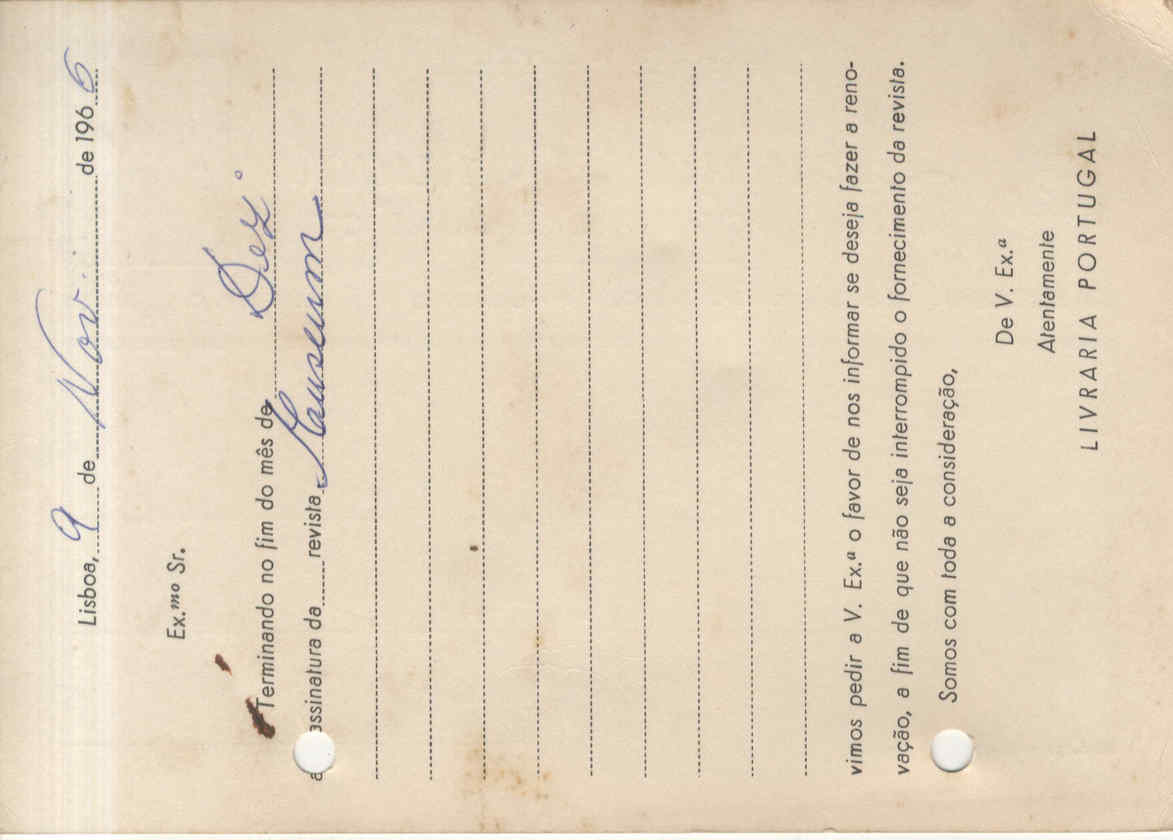 Lisboa, 9 de Nov. de 1966
Ex.mo Sr.
Terminando no fim do mês de Dez.º
a assinatura da revista Mauseum
vimos pedir a V. Ex.ª o favor de nos informar se deseja fazer a reno-
vação, a fim de que não seja interrompido o fornecimento da revista.
Somos com toda a consideração,
De V. Ex.ª
Atentamente
LIVRARIA PORTUGAL